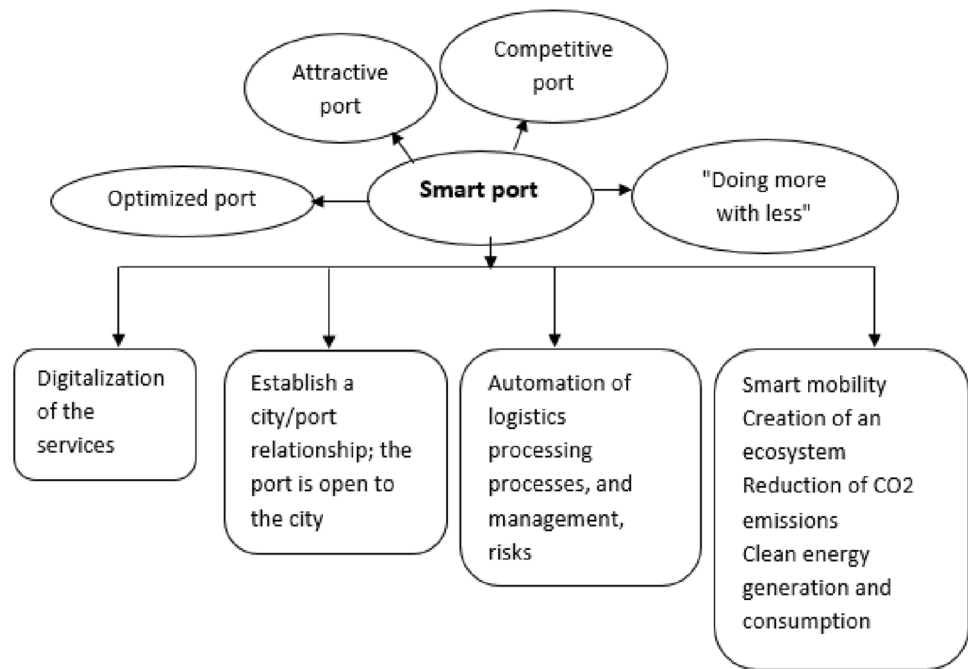 Competitive
port
Attractive
port
Smart port
Optimized port
"Doing more
with less"
Digitalization
of the
services
Establish a
city/port
relationship; the
port is open to
the city
Automation of
logistics
processing
processes, and
management,
risks
Smart mobility
Creation of an
ecosystem
Reduction of CO2
emissions
Clean energy
generation and
consumption